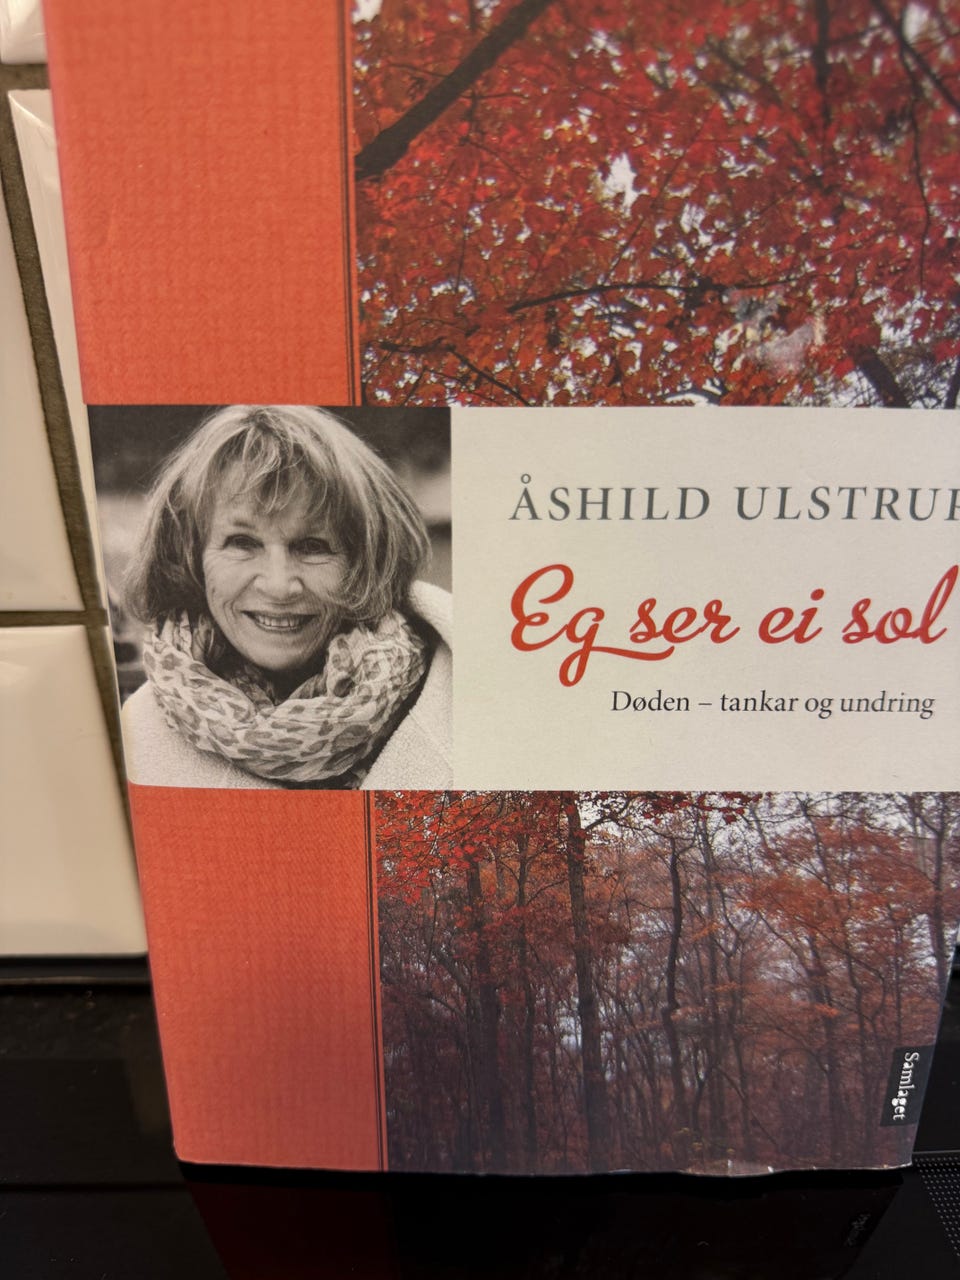 ÅSHILD ULSTRUP
Eg ser ei sol
Døden – tankar og undring
Samlaget